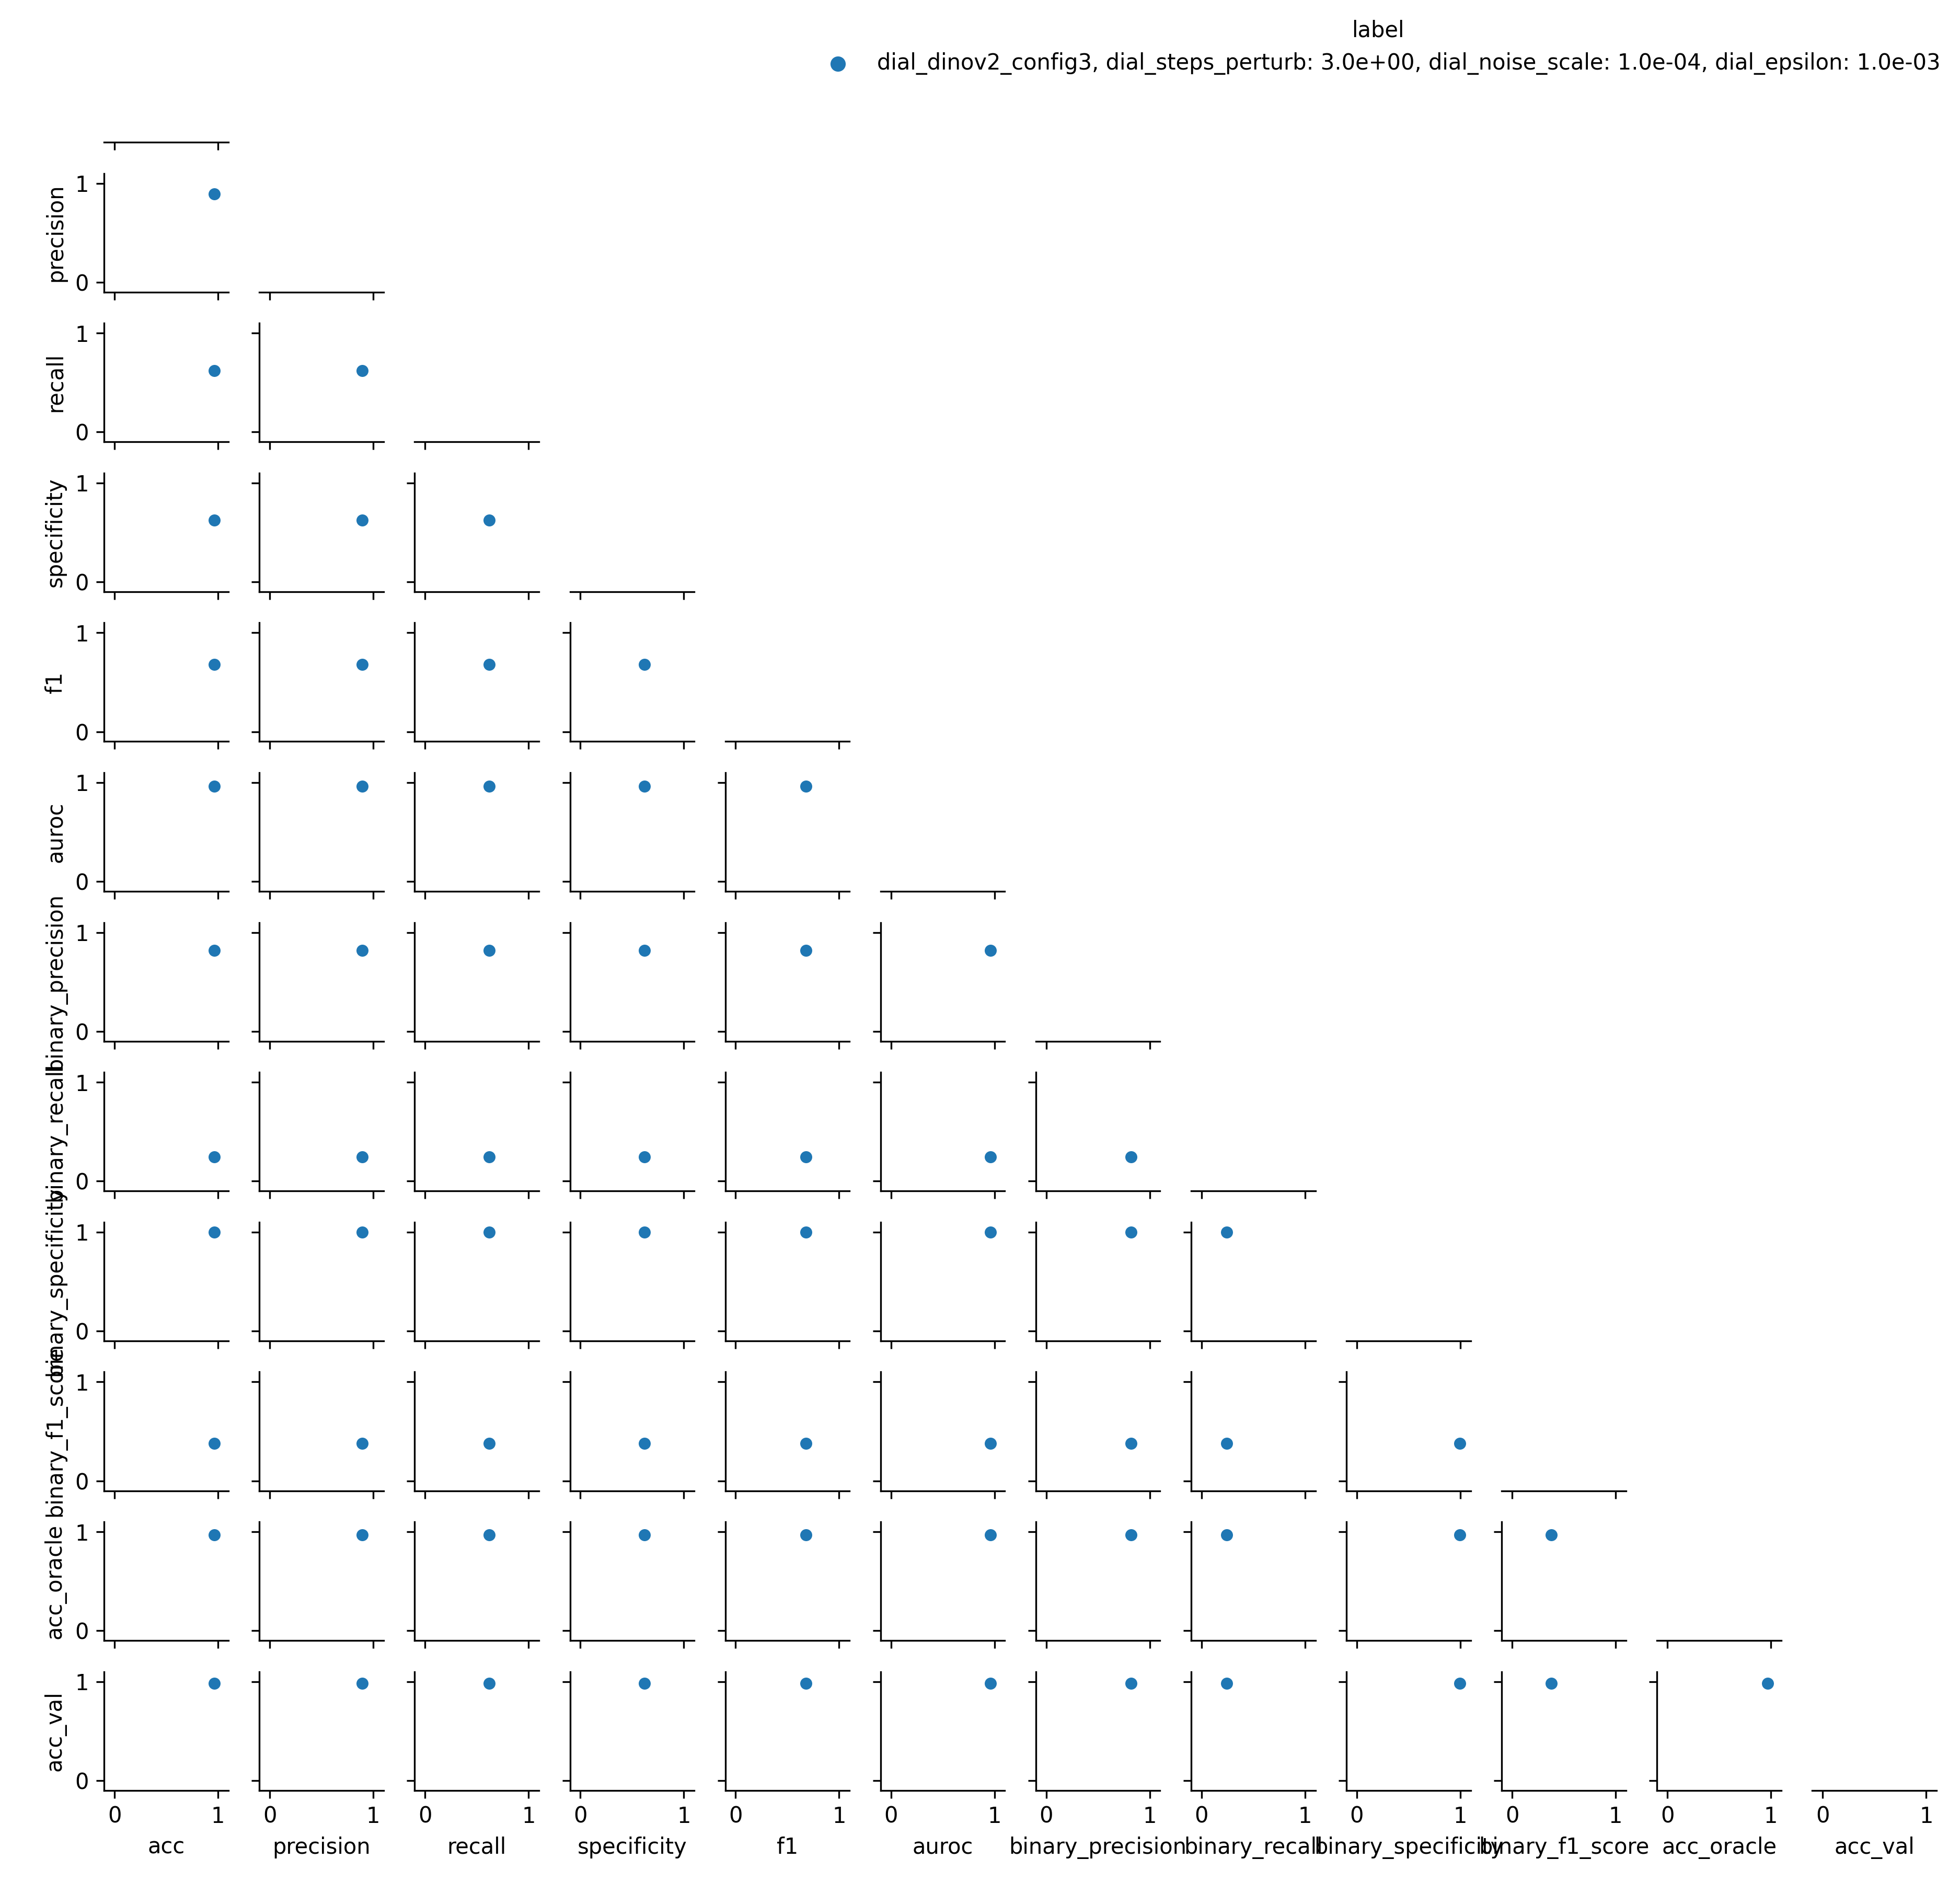 label
dial_dinov2_config3, dial_steps_perturb: 3.0e+00, dial_noise_scale: 1.0e-04, dial_epsilon: 1.0e-03
precision
1
0
recall
1
0
specificity
1
0
f1
1
0
auroc
1
0
binary_precision
1
0
binary_recall
1
0
binary_specificity
1
0
binary_f1_score
1
0
acc_oracle
1
0
acc_val
1
0
0 1 0 1 0 1 0 1 0 1 0 1 0 1 0 1 0 1 0 1 0 1 0 1
acc precision recall specificity f1 auroc binary_precision binary_recall binary_specificity binary_f1_score acc_oracle acc_val